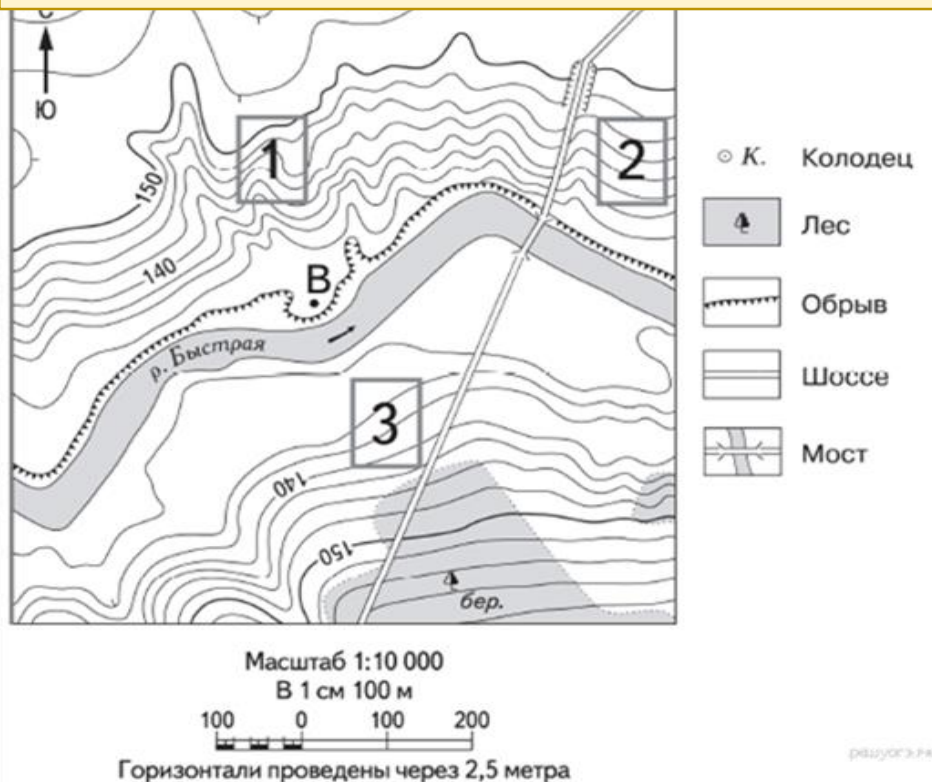 Ю
1
2
150
К.
Колодец
Лес
140
В
Обрыв
р. Быстрая
Шоссе
3
Мост
140
150
бер.
Масштаб 1:10 000
В 1 см 100 м
100 0 100 200
Горизонтали проведены через 2,5 метра